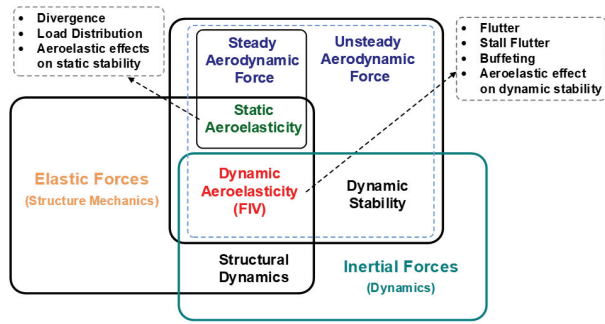 • Divergence
• Load Distribution
• Aeroelastic effects
on static stability
Steady
Aerodynamic
Force
Unsteady
Aerodynamic
Force
• Flutter
• Stall Flutter
• Buffeting
• Aeroelastic effect
on dynamic stability
Static
Aeroelasticity
Elastic Forces
(Structure Mechanics)
Dynamic
Aeroelasticity
(FIV)
Dynamic
Stability
Structural
Dynamics
Inertial Forces
(Dynamics)